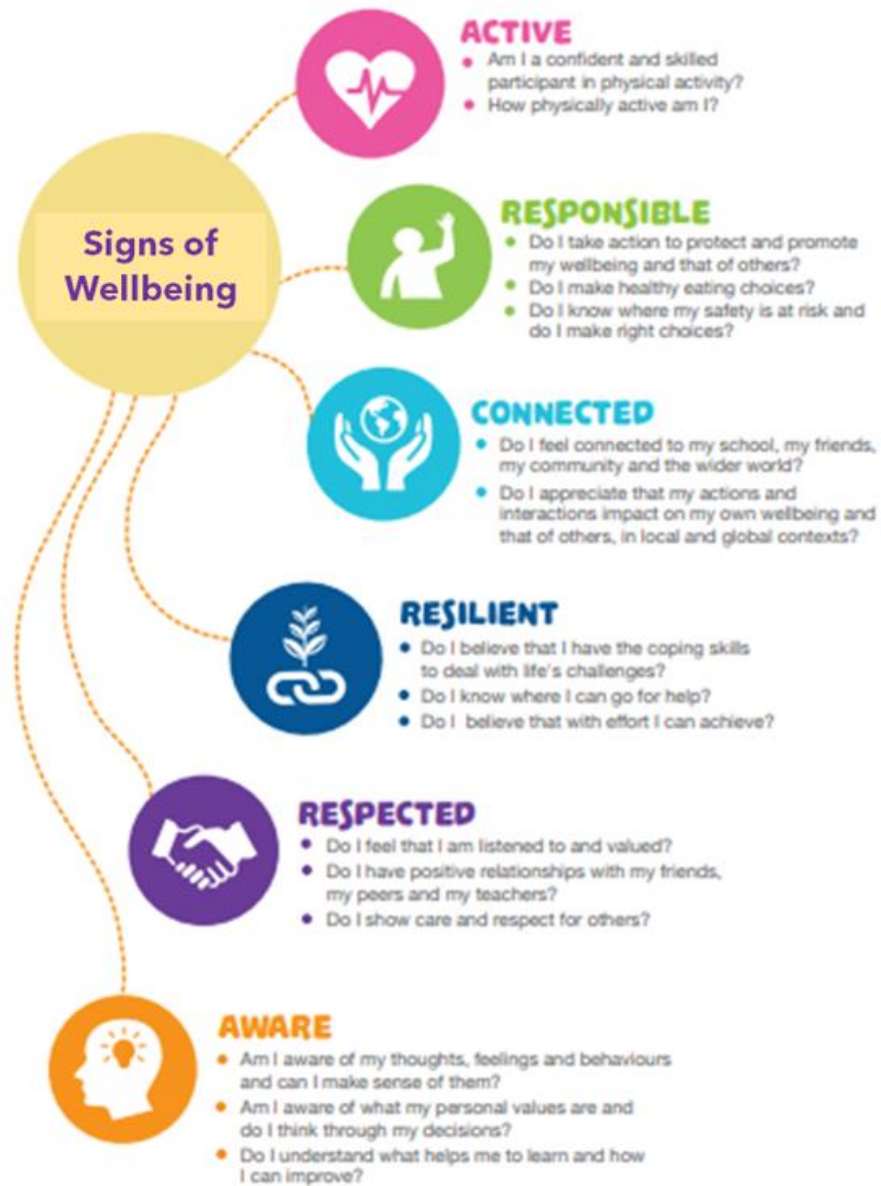 ACTIVE
• Am I a confident and skilled
participant in physical activity?
• How physically active am I?
Signs of
Wellbeing
RESPONSIBLE
• Do I take action to protect and promote
my wellbeing and that of others?
• Do I make healthy eating choices?
• Do I know where my safety is at risk and
do I make right choices?
CONNECTED
• Do I feel connected to my school, my friends,
my community and the wider world?
• Do I appreciate that my actions and
interactions impact on my own wellbeing and
that of others, in local and global contexts?
RESILIENT
• Do I believe that I have the coping skills
to deal with life's challenges?
• Do I know where I can go for help?
• Do I believe that with effort I can achieve?
RESPECTED
• Do I feel that I am listened to and valued?
• Do I have positive relationships with my friends,
my peers and my teachers?
• Do I show care and respect for others?
AWARE
• Am I aware of my thoughts, feelings and behaviours
and can I make sense of them?
• Am I aware of what my personal values are and
do I think through my decisions?
• Do I understand what helps me to learn and how
I can improve?